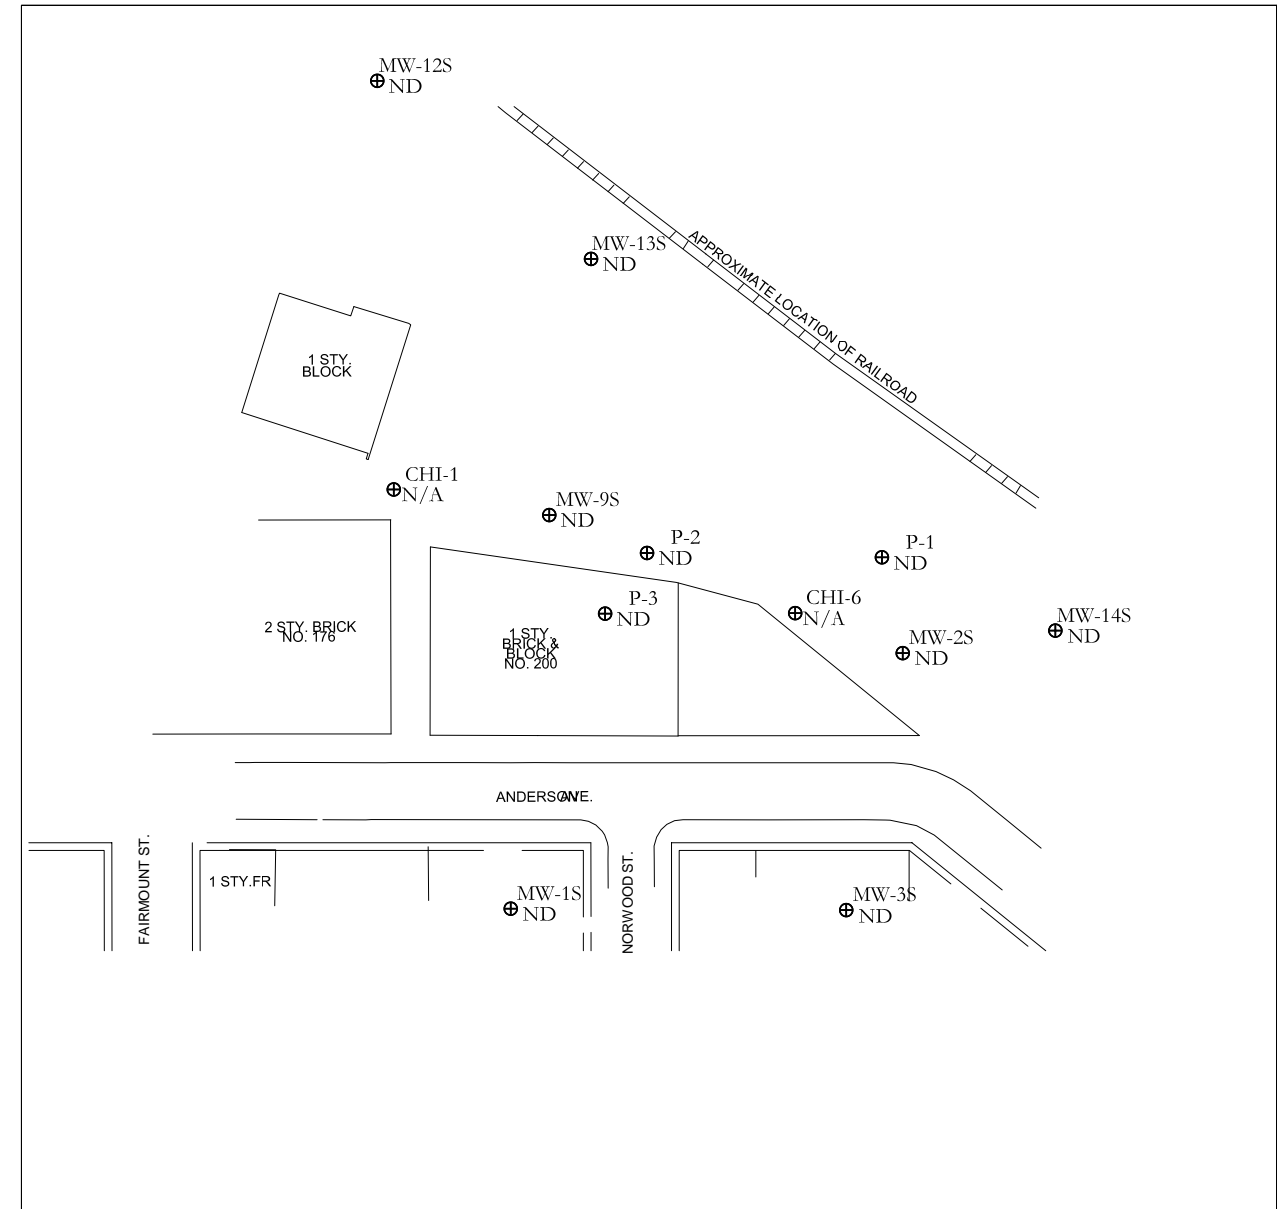 MW-12S
ND
MW-13S
ND
APPROXIMATE LOCATION OF RAILROAD
1 STY.
BLOCK
CHI-1
N/A
MW-9S
ND
P-2
ND
P-1
ND
P-3
ND
CHI-6
N/A
MW-14S
ND
MW-2S
ND
2 STY. BRICK
NO. 176
1 STY.
BRICK &
BLOCK
NO. 200
ANDERSON AVE.
FAIRMOUNT ST.
1 STY.FR
MW-1S
ND
NORWOOD ST.
MW-3S
ND